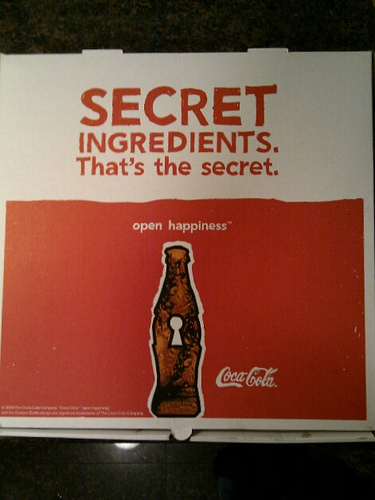 SECRET
INGREDIENTS.
That's the secret.
open happiness™
Coca-Cola.